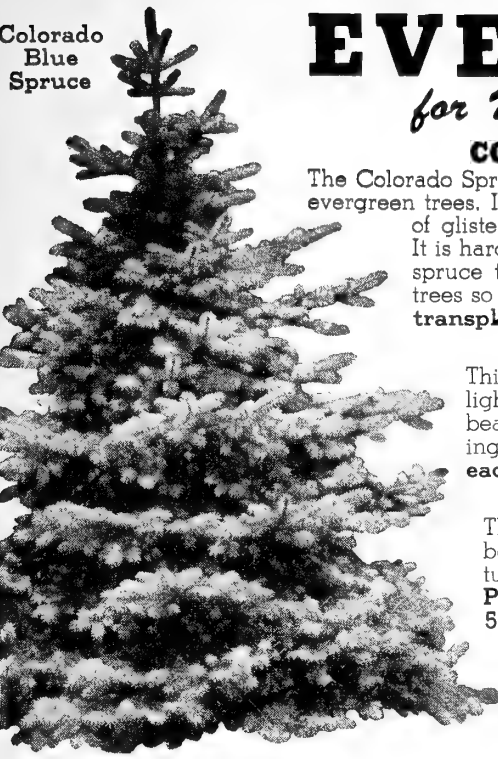 Colorado
Blue
Spruce
EVE
for
CO
The Colorado Spr
evergreen trees. I
of gliste
It is hard
spruce t
trees so
transpl
Thi
ligh
bea
ing
eac
T
b
tu
P
5